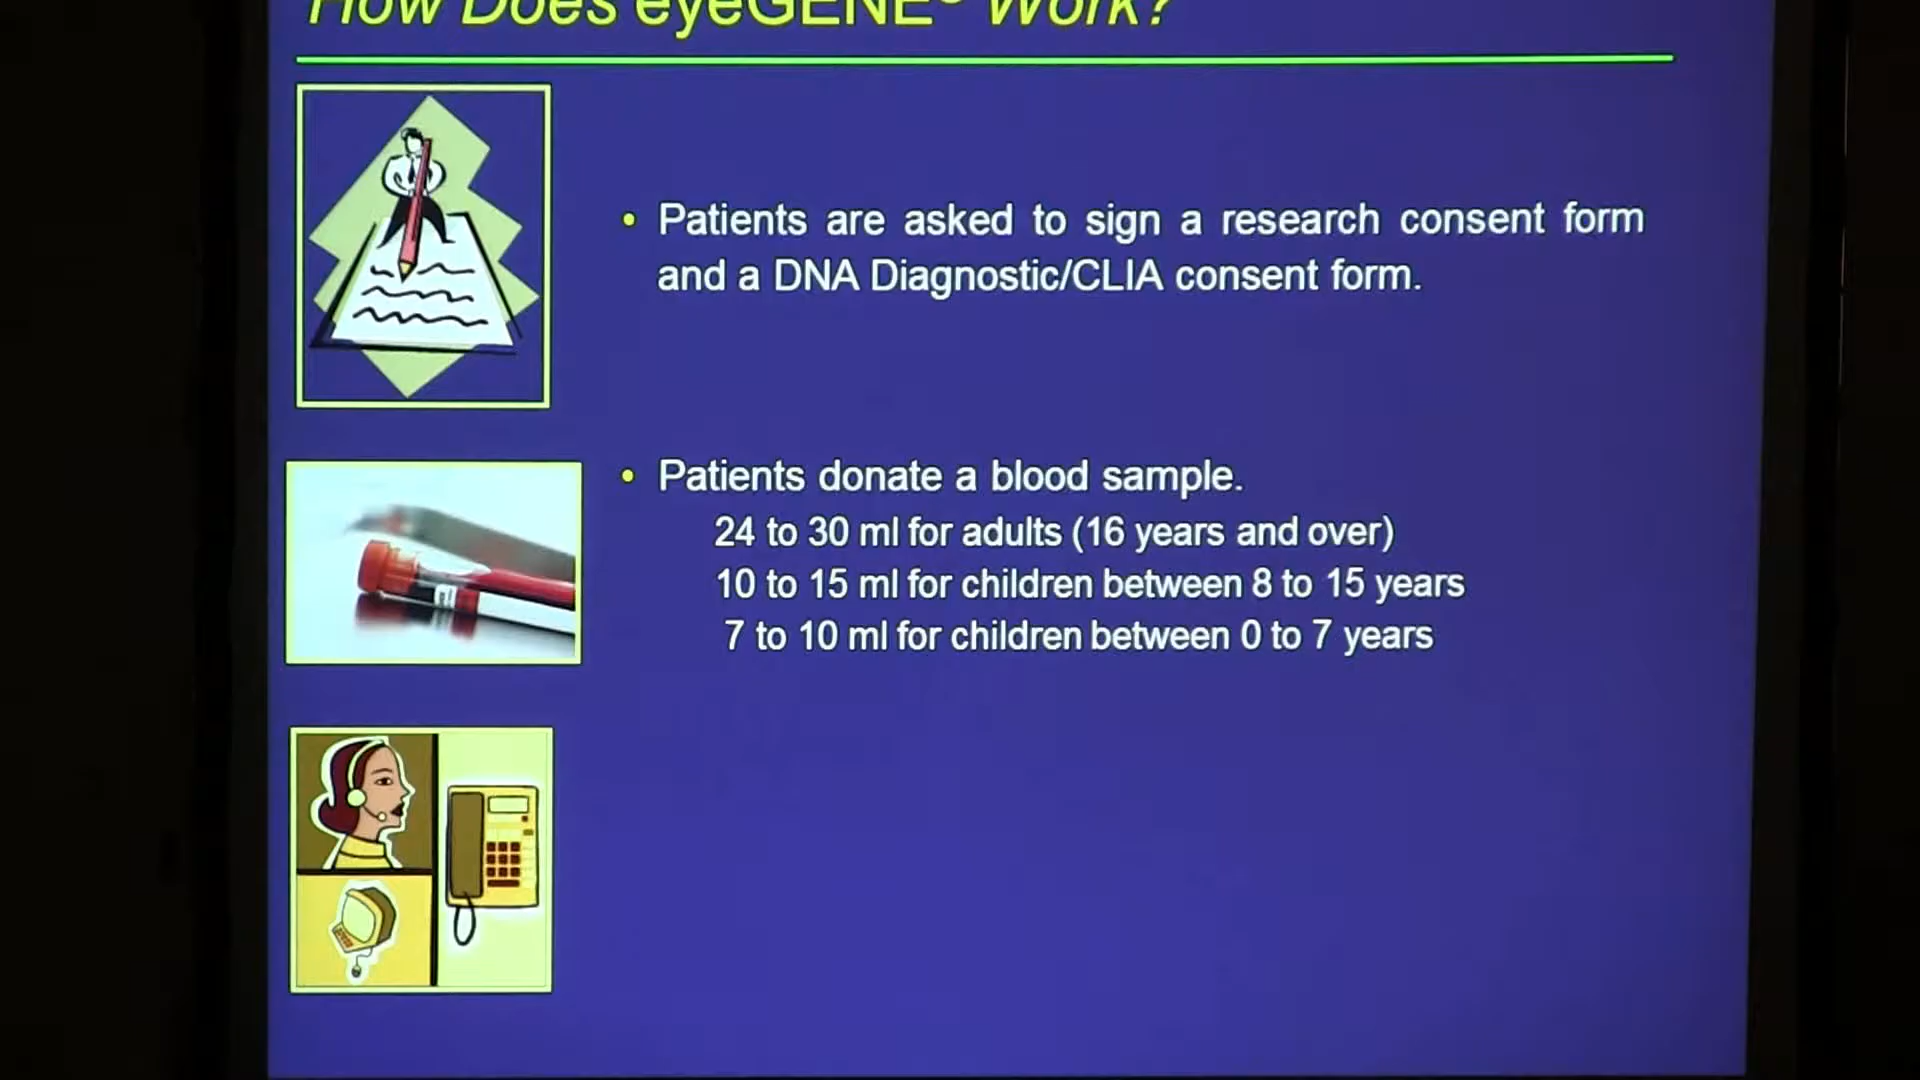 How Does eyeGENE® Work?
• Patients are asked to sign a research consent form
and a DNA Diagnostic/CLIA consent form.
• Patients donate a blood sample.
24 to 30 ml for adults (16 years and over)
10 to 15 ml for children between 8 to 15 years
7 to 10 ml for children between 0 to 7 years